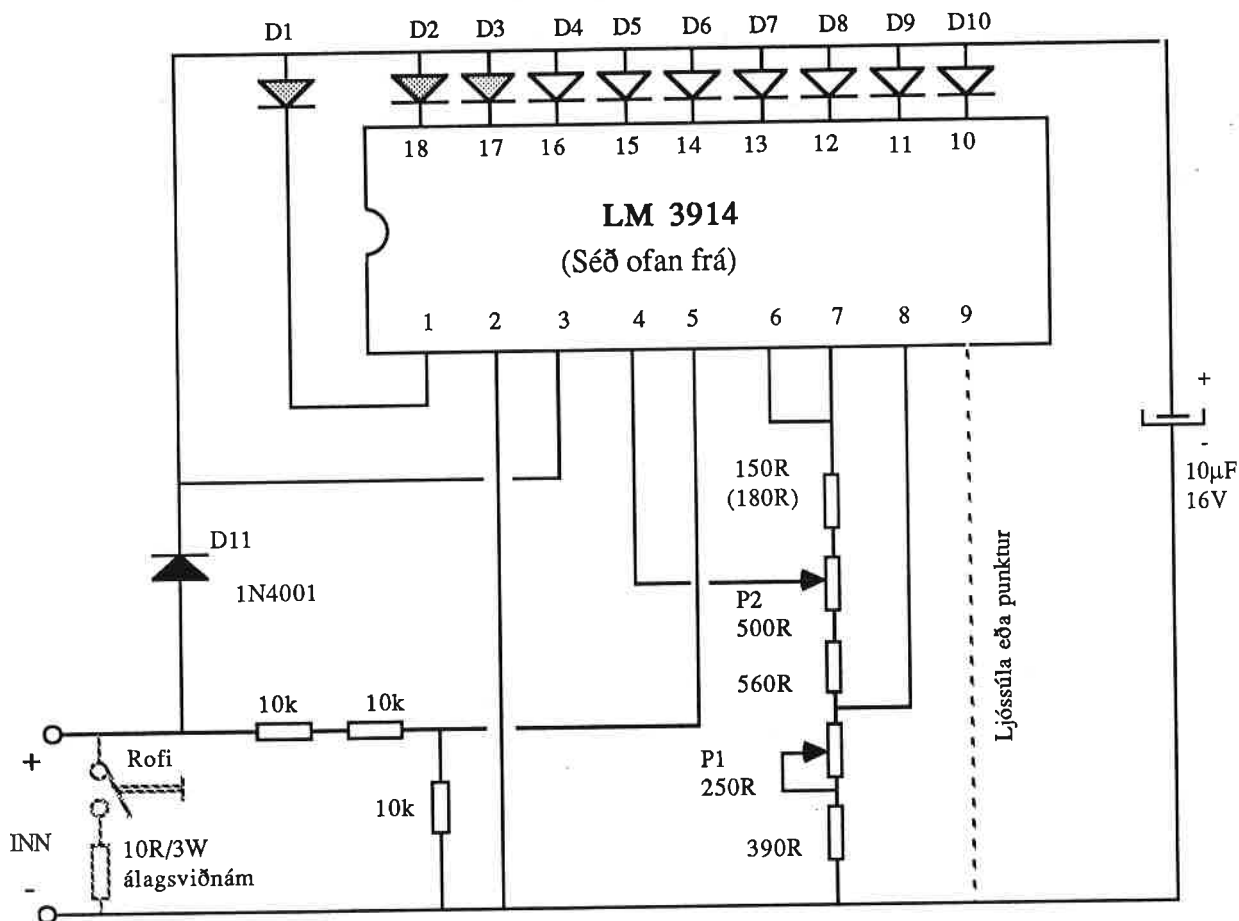 D1 D2 D3 D4 D5 D6 D7 D8 D9 D10
18 17 16 15 14 13 12 11 10
LM 3914
(Séð ofan frá)
1 2 3 4 5 6 7 8 9
+
-
10µF
16V
150R
(180R)
D11
1N4001
P2
500R
560R
Ljóssúla eða punktur
10k
10k
+
Rofi
P1
250R
10k
INN
10R/3W
álagsviðnám
390R
-